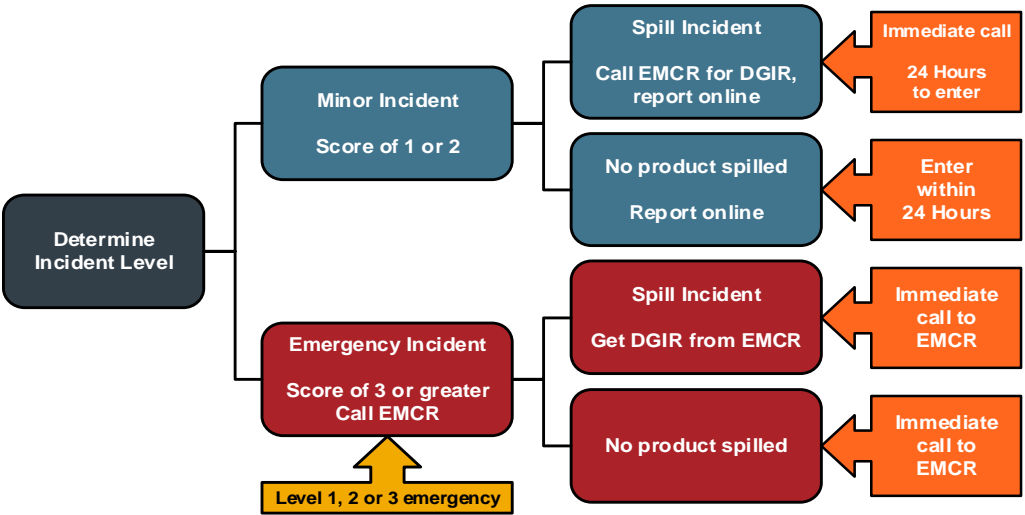 Determine
Incident Level
Minor Incident
Score of 1 or 2
Spill Incident
Call EMCR for DGIR,
report online
Immediate call
24 Hours
to enter
No product spilled
Report online
Enter
within
24 Hours
Emergency Incident
Score of 3 or greater
Call EMCR
Level 1, 2 or 3 emergency
Spill Incident
Get DGIR from EMCR
Immediate
call to
EMCR
No product spilled
Immediate
call to
EMCR